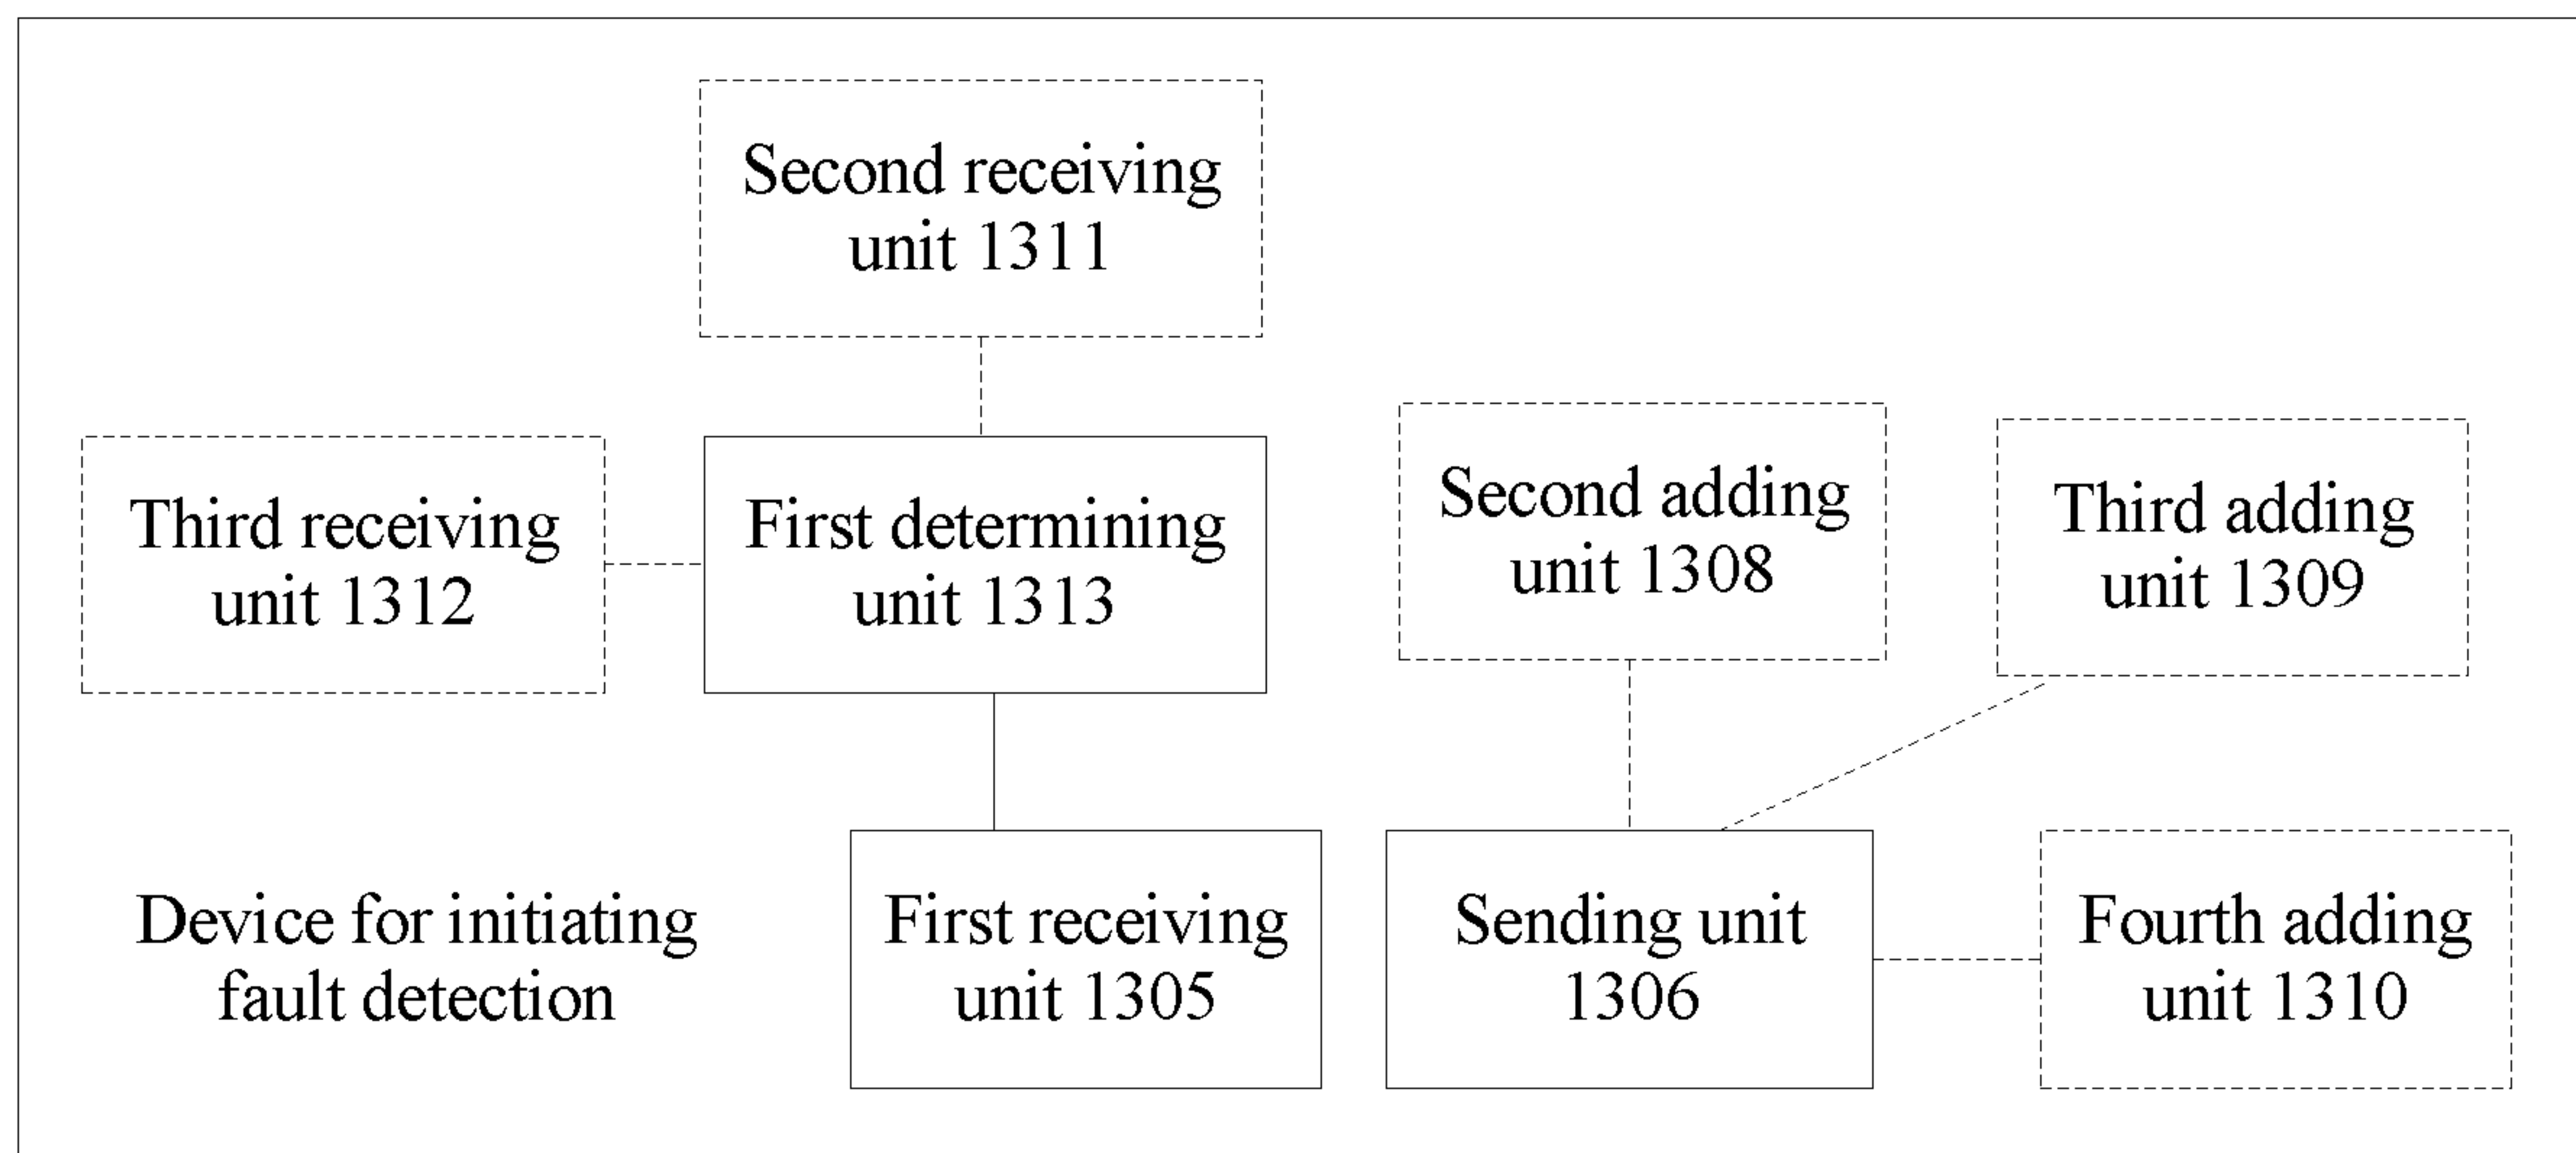 Second receiving
unit 1311
Third receiving
unit 1312
First determining
unit 1313
Second adding
unit 1308
Third adding
unit 1309
Device for initiating
fault detection
First receiving
unit 1305
Sending unit
1306
Fourth adding
unit 1310